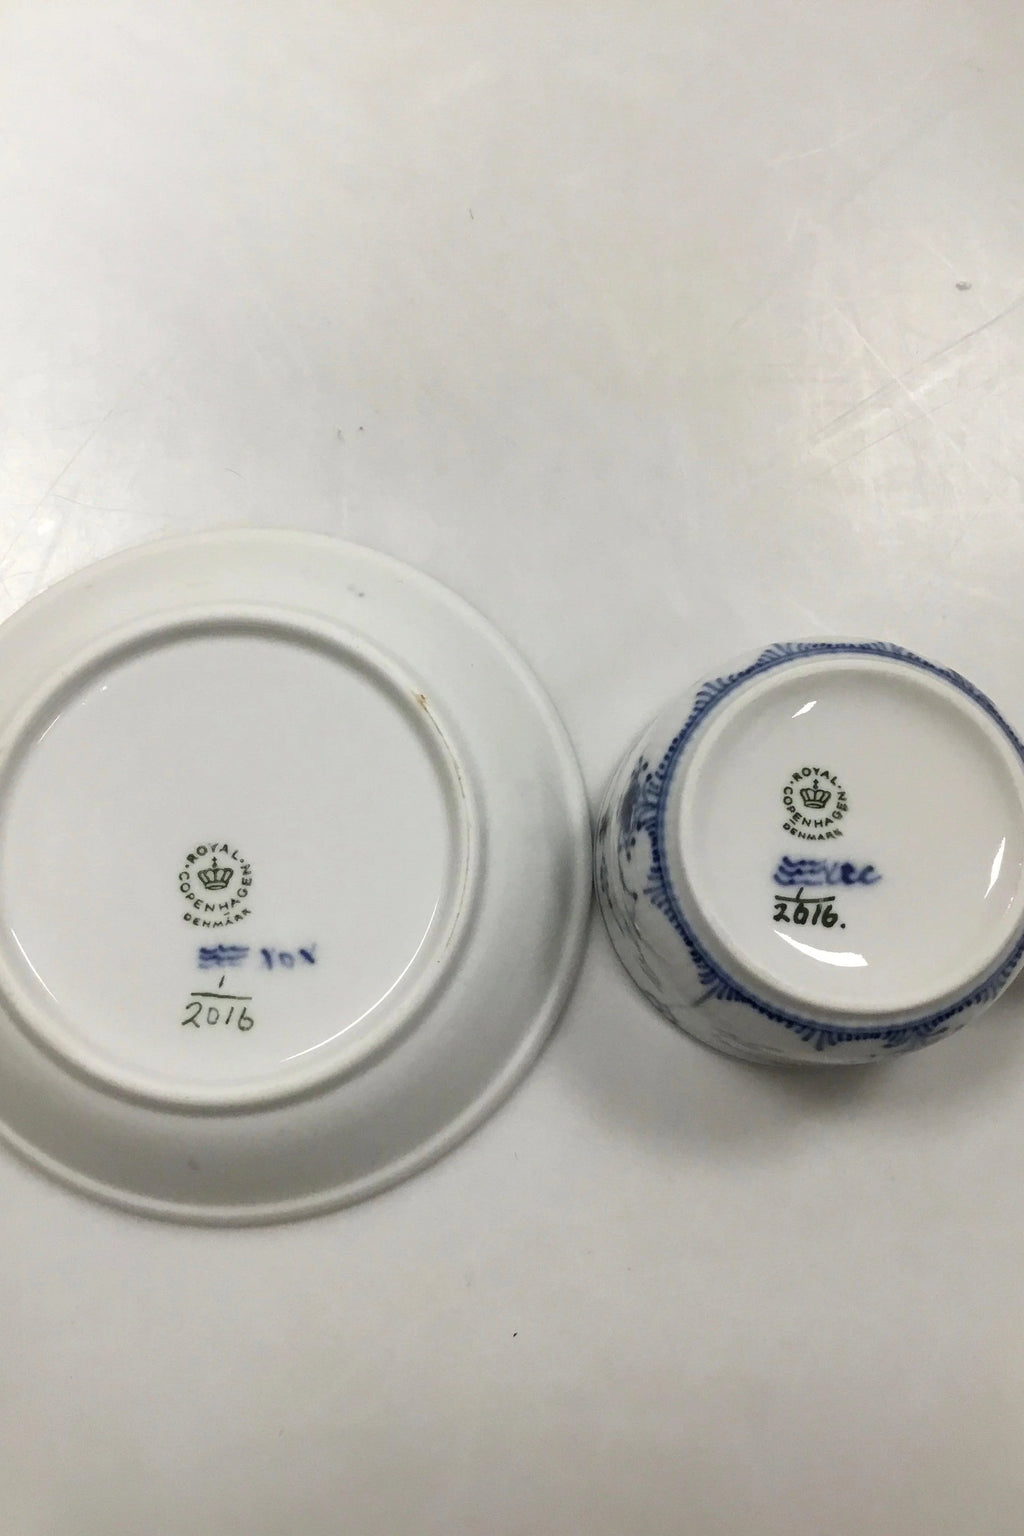 ROYAL
COPENHAGEN
DENMARK
1
2016
ROYAL
COPENHAGEN
DENMARK
1
2016.